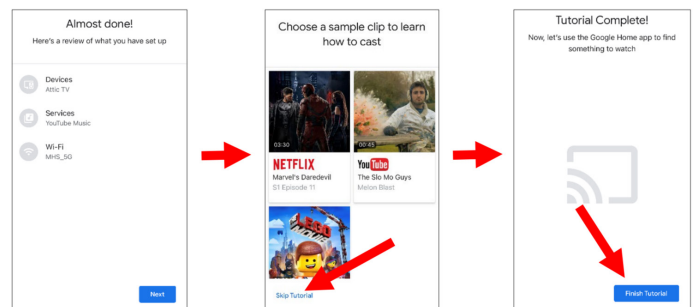 Almost done!
Here's a review of what you have set up
Devices
Attic TV
Services
YouTube Music
Wi-Fi
MHS_5G
Next
Choose a sample clip to learn
how to cast
03:30
00:45
NETFLIX
YouTube
Marvel's Daredevil
The Slo Mo Guys
S1 Episode 11
Melon Blast
THE LEGO
MOVIE
Skip Tutorial
Tutorial Complete!
Now, let's use the Google Home app to find
something to watch
Finish Tutorial